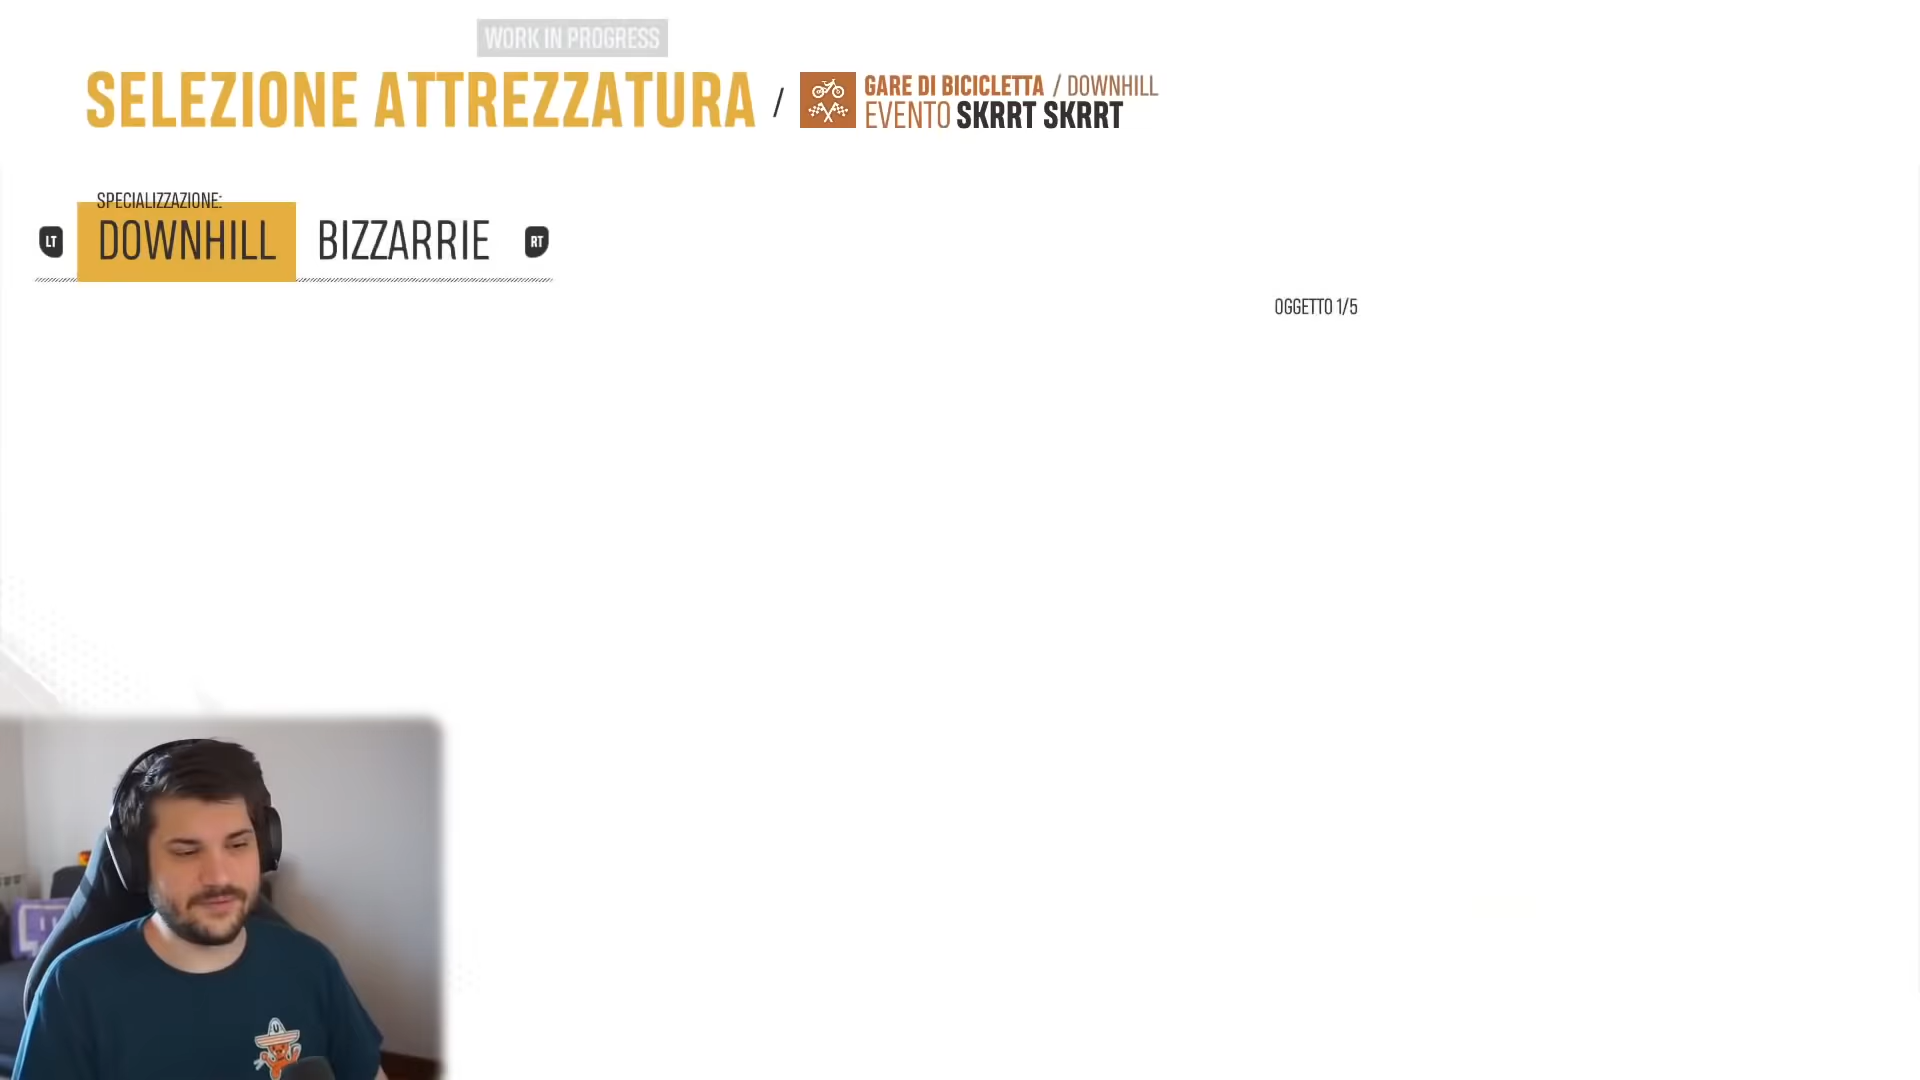 WORK IN PROGRESS
SELEZIONE ATTREZZATURA /
GARE DI BICICLETTA / DOWNHILL
EVENTO SKRRT SKRRT
SPECIALIZZAZIONE:
LT DOWNHILL BIZZARRIE RT
OGGETTO 1/5